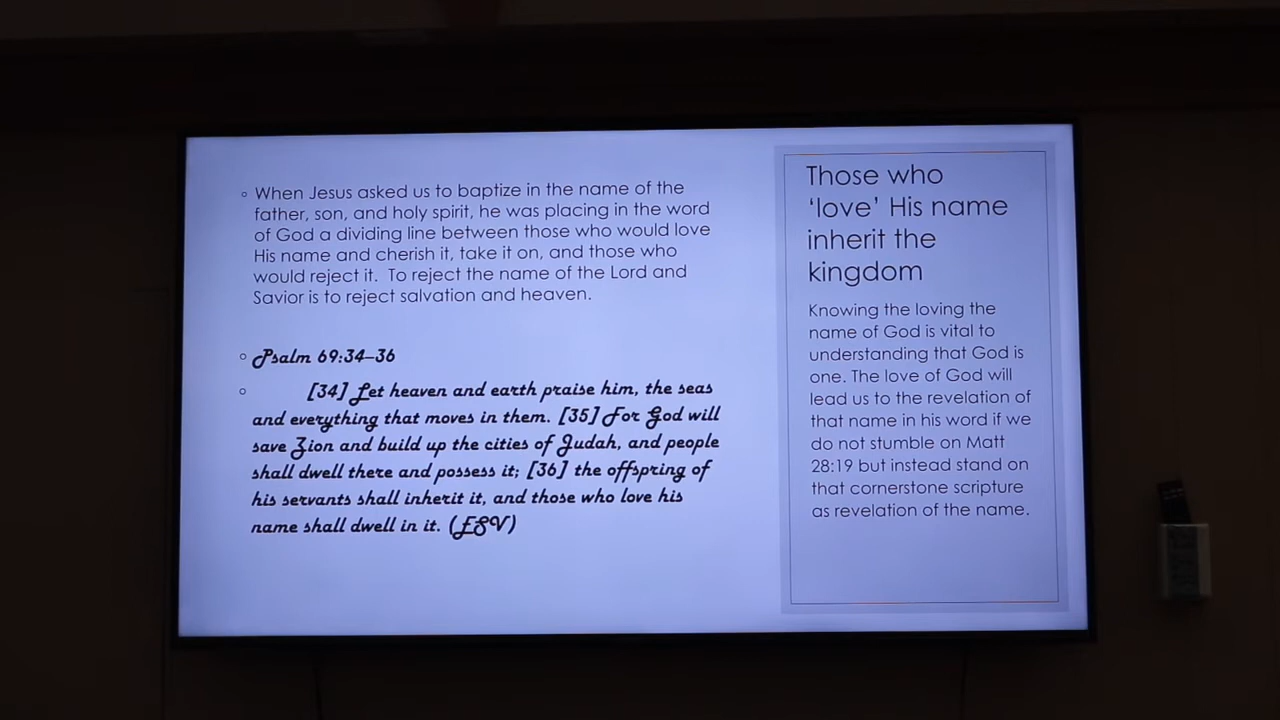 When Jesus asked us to baptize in the name of the
father, son, and holy spirit, he was placing in the word
of God a dividing line between those who would love
His name and cherish it, take it on, and those who
would reject it.  To reject the name of the Lord and
Savior is to reject salvation and heaven.
Psalm 69:34–36
[34] Let heaven and earth praise him, the seas
and everything that moves in them. [35] For God will
save Zion and build up the cities of Judah, and people
shall dwell there and possess it; [36] the offspring of
his servants shall inherit it, and those who love his
name shall dwell in it. (ESV)
Those who
‘love’ His name
inherit the
kingdom
Knowing the loving the
name of God is vital to
understanding that God is
one. The love of God will
lead us to the revelation of
that name in his word if we
do not stumble on Matt
28:19 but instead stand on
that cornerstone scripture
as revelation of the name.